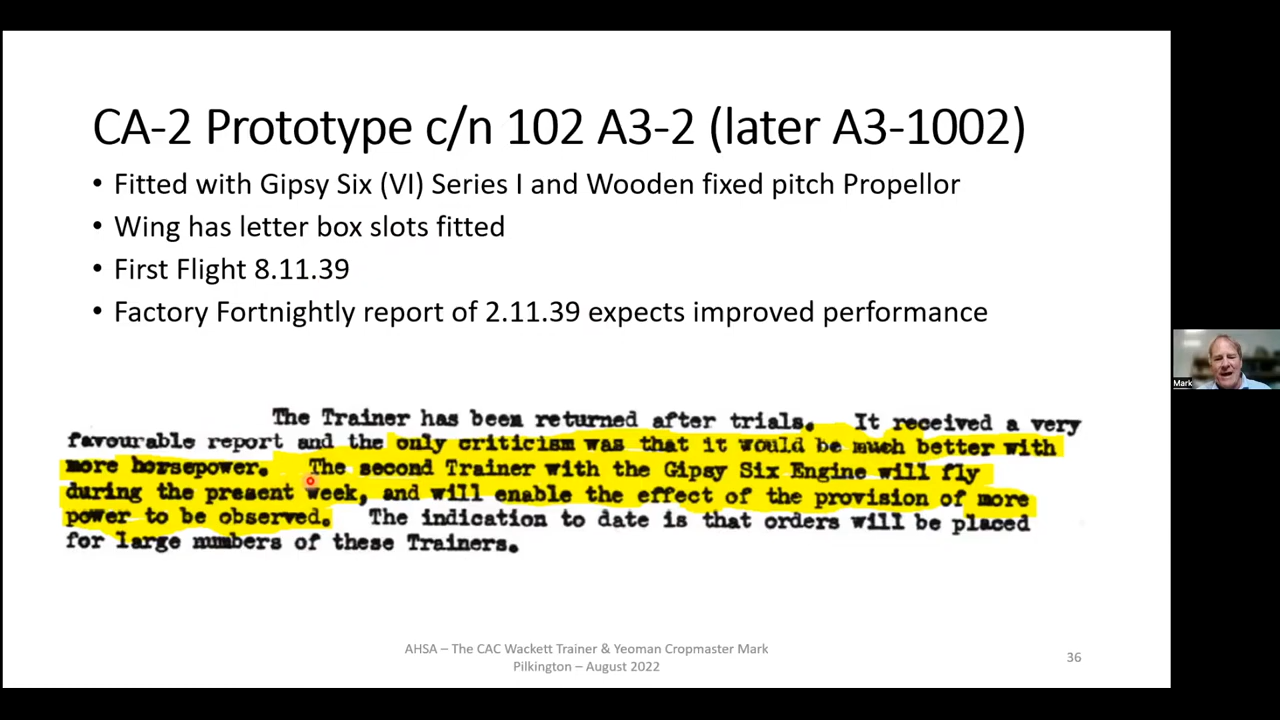 CA-2 Prototype c/n 102 A3-2 (later A3-1002)
• Fitted with Gipsy Six (VI) Series I and Wooden fixed pitch Propellor
• Wing has letter box slots fitted
• First Flight 8.11.39
• Factory Fortnightly report of 2.11.39 expects improved performance
The Trainer has been returned after trials. It received a very
favourable report and the only criticism was that it would be much better with
more horsepower. The second Trainer with the Gipsy Six Engine will fly
during the present week, and will enable the effect of the provision of more
power to be observed. The indication to date is that orders will be placed
for large numbers of these Trainers.
Mark
AHSA – The CAC Wackett Trainer & Yeoman Cropmaster Mark
Pilkington – August 2022
36